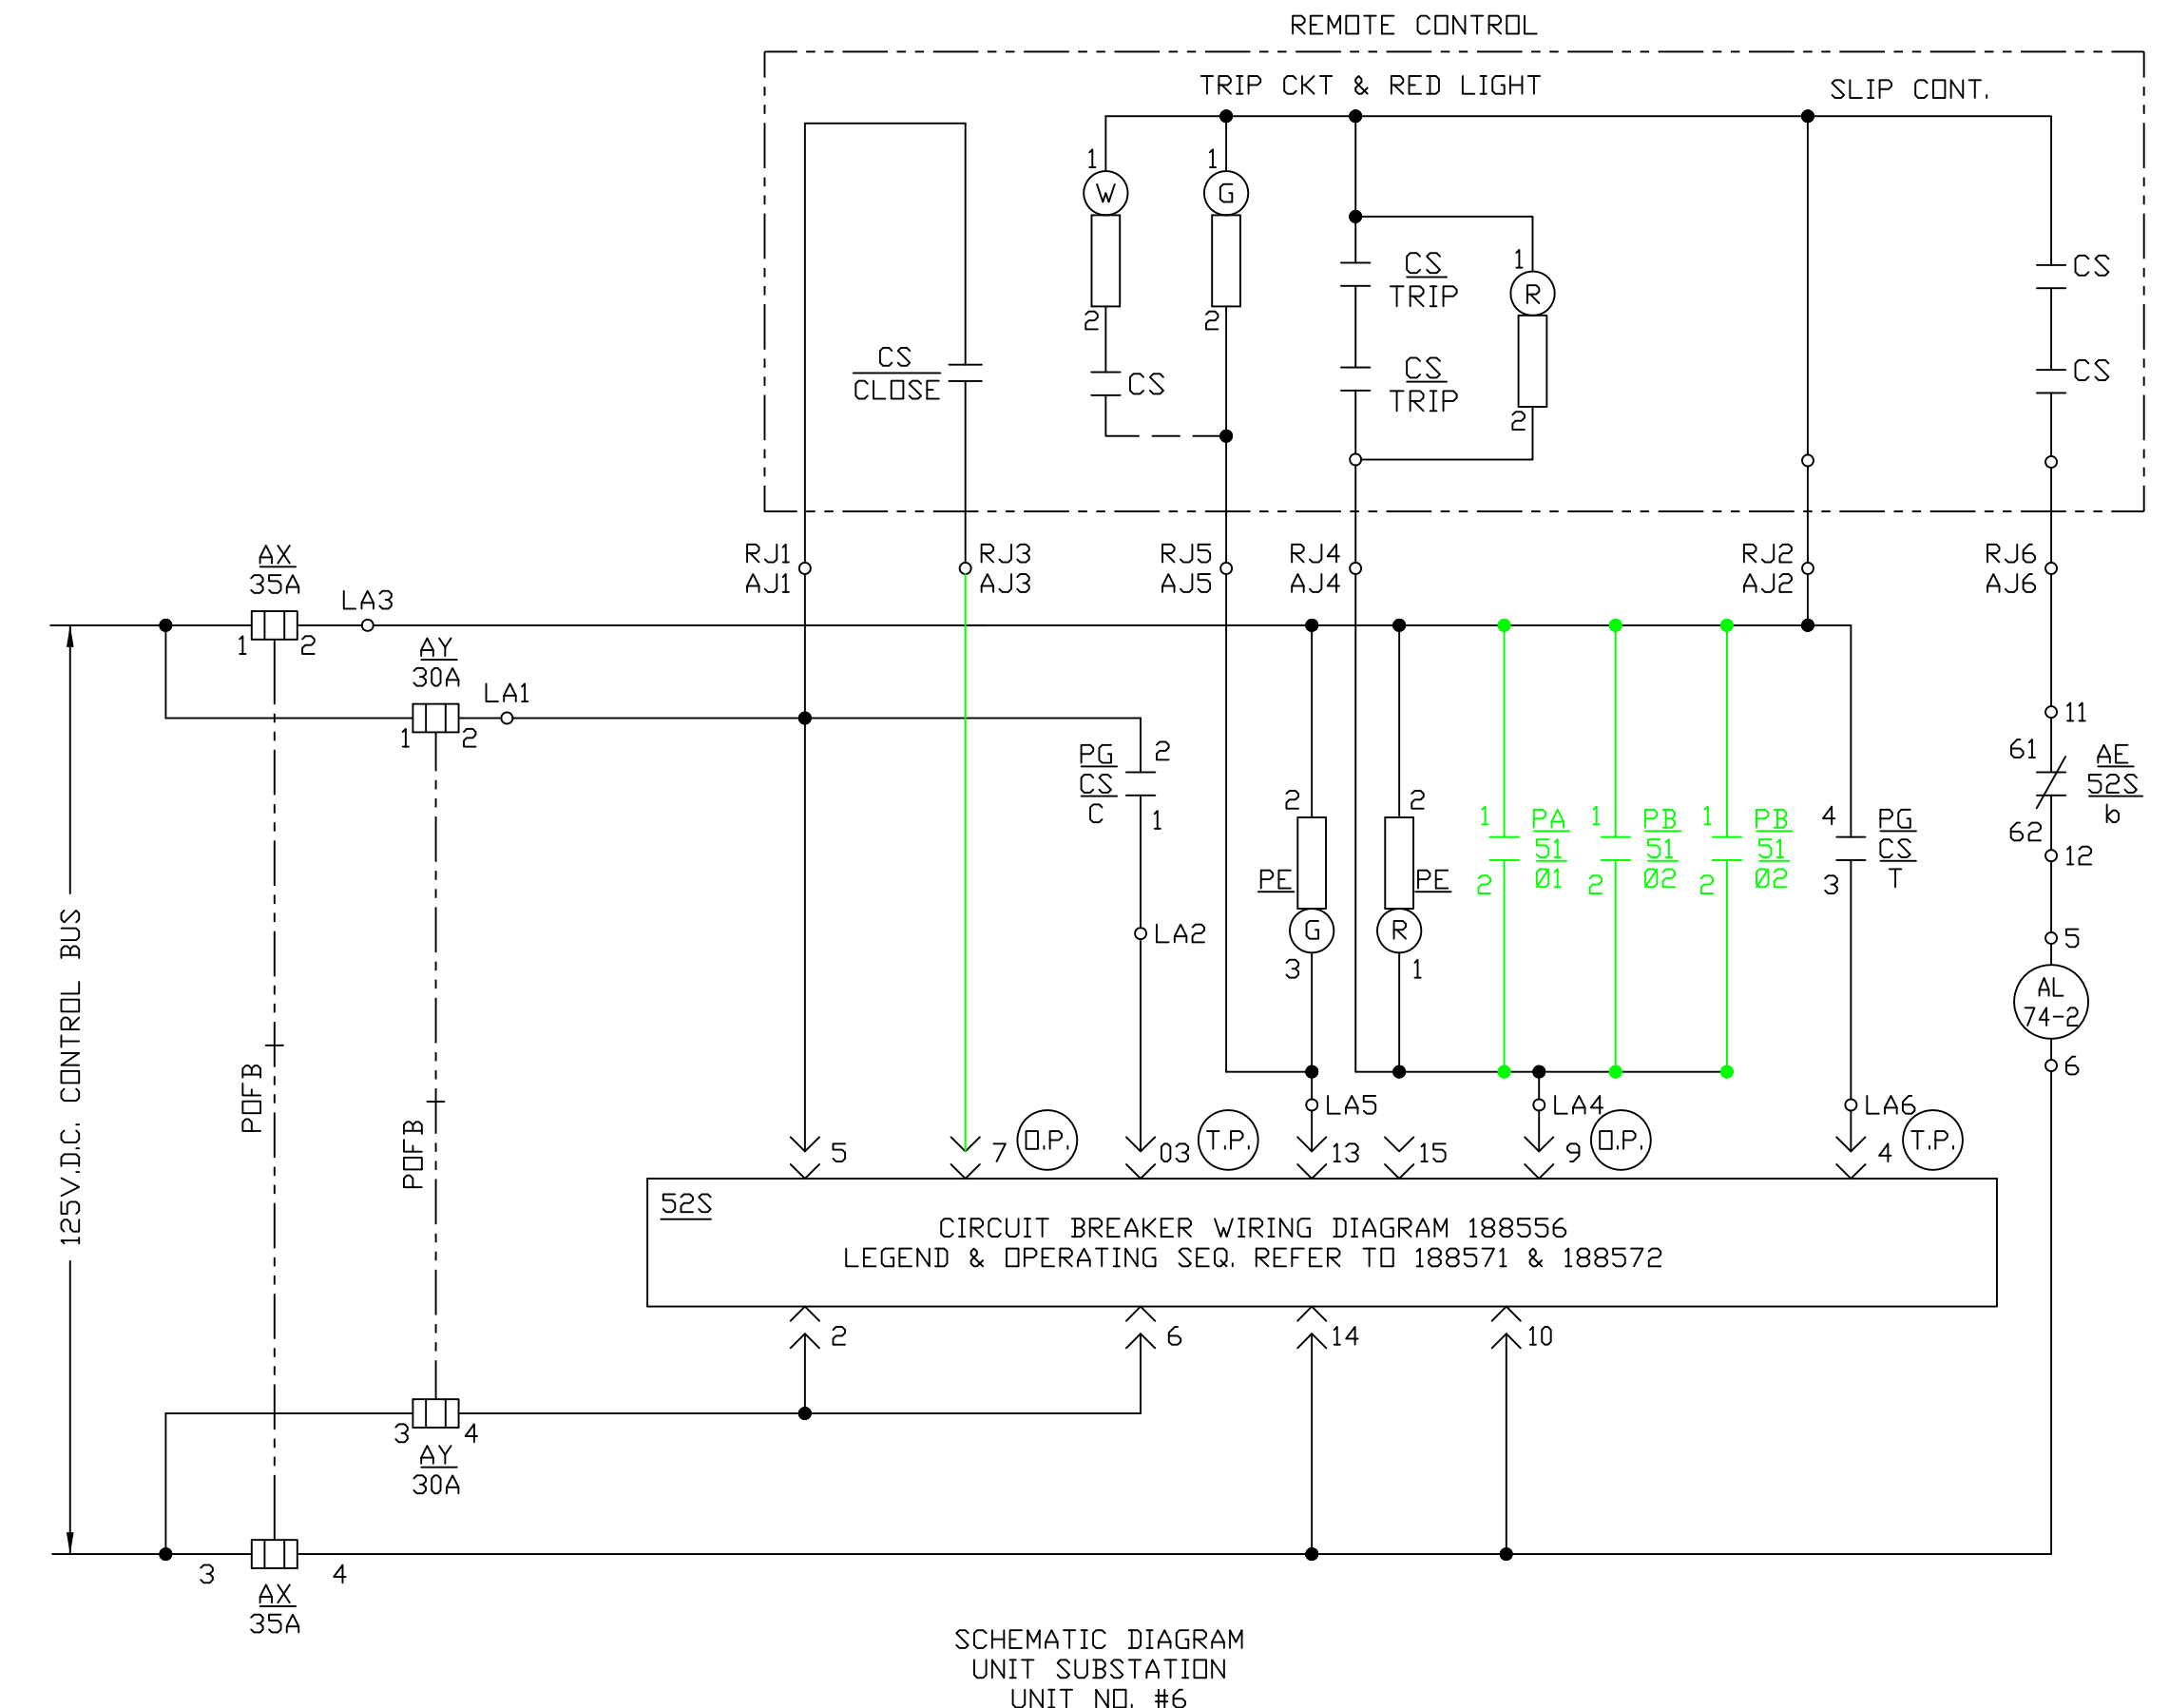 REMOTE CONTROL
TRIP CKT & RED LIGHT
SLIP CONT.
1
W
2
CS
1
G
2
CS
TRIP
CS
TRIP
1
R
2
CS
CS
CS
CLOSE
RJ1
AJ1
RJ3
AJ3
RJ5
AJ5
RJ4
AJ4
RJ2
AJ2
RJ6
AJ6
AX
35A
1
2
LA3
AY
30A
1
2
LA1
PG
CS
C
2
1
LA2
2
PE
G
3
2
PE
R
1
1
2
PA
51
Ø1
1
2
PB
51
Ø2
1
2
PB
51
Ø2
4
3
PG
CS
T
11
61
62
AE
52S
b
12
5
AL
74-2
6
125V.D.C. CONTROL BUS
POFB
POFB
LA5
LA4
LA6
5
7
O.P.
03
T.P.
13
15
9
O.P.
4
T.P.
52S
CIRCUIT BREAKER WIRING DIAGRAM 188556
LEGEND & OPERATING SEQ. REFER TO 188571 & 188572
2
6
14
10
3
4
AY
30A
3
4
AX
35A
SCHEMATIC DIAGRAM
UNIT SUBSTATION
UNIT NO. #6